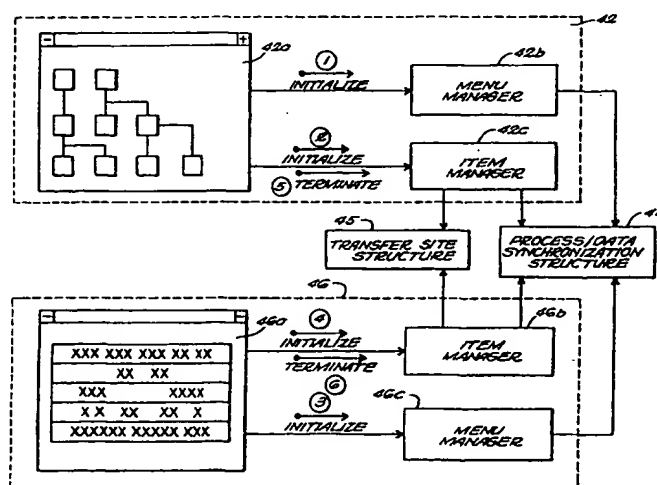 42
42a
① INITIALIZE
42b
MENU MANAGER
② INITIALIZE
⑤ TERMINATE
42c
ITEM MANAGER
45
TRANSFER SITE STRUCTURE
PROCESS/DATA SYNCHRONIZATION STRUCTURE
46
46a
XXX XXX XXX XX XX
XX XX
XXX XXXX
X X XX XX X
XXXXXX XXXXX XXX
④ INITIALIZE
TERMINATE
⑥
46b
ITEM MANAGER
③ INITIALIZE
46c
MENU MANAGER